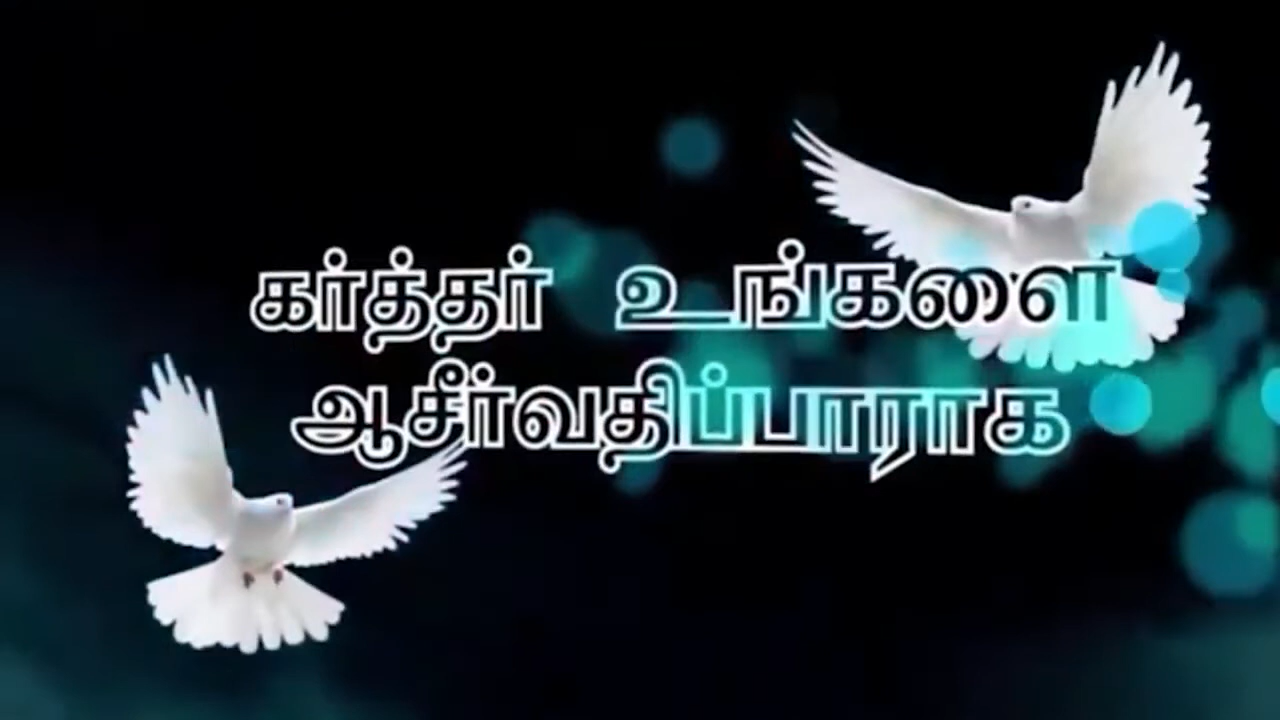 கர்த்தர் உங்களை
ஆசீர்வதிப்பாராக